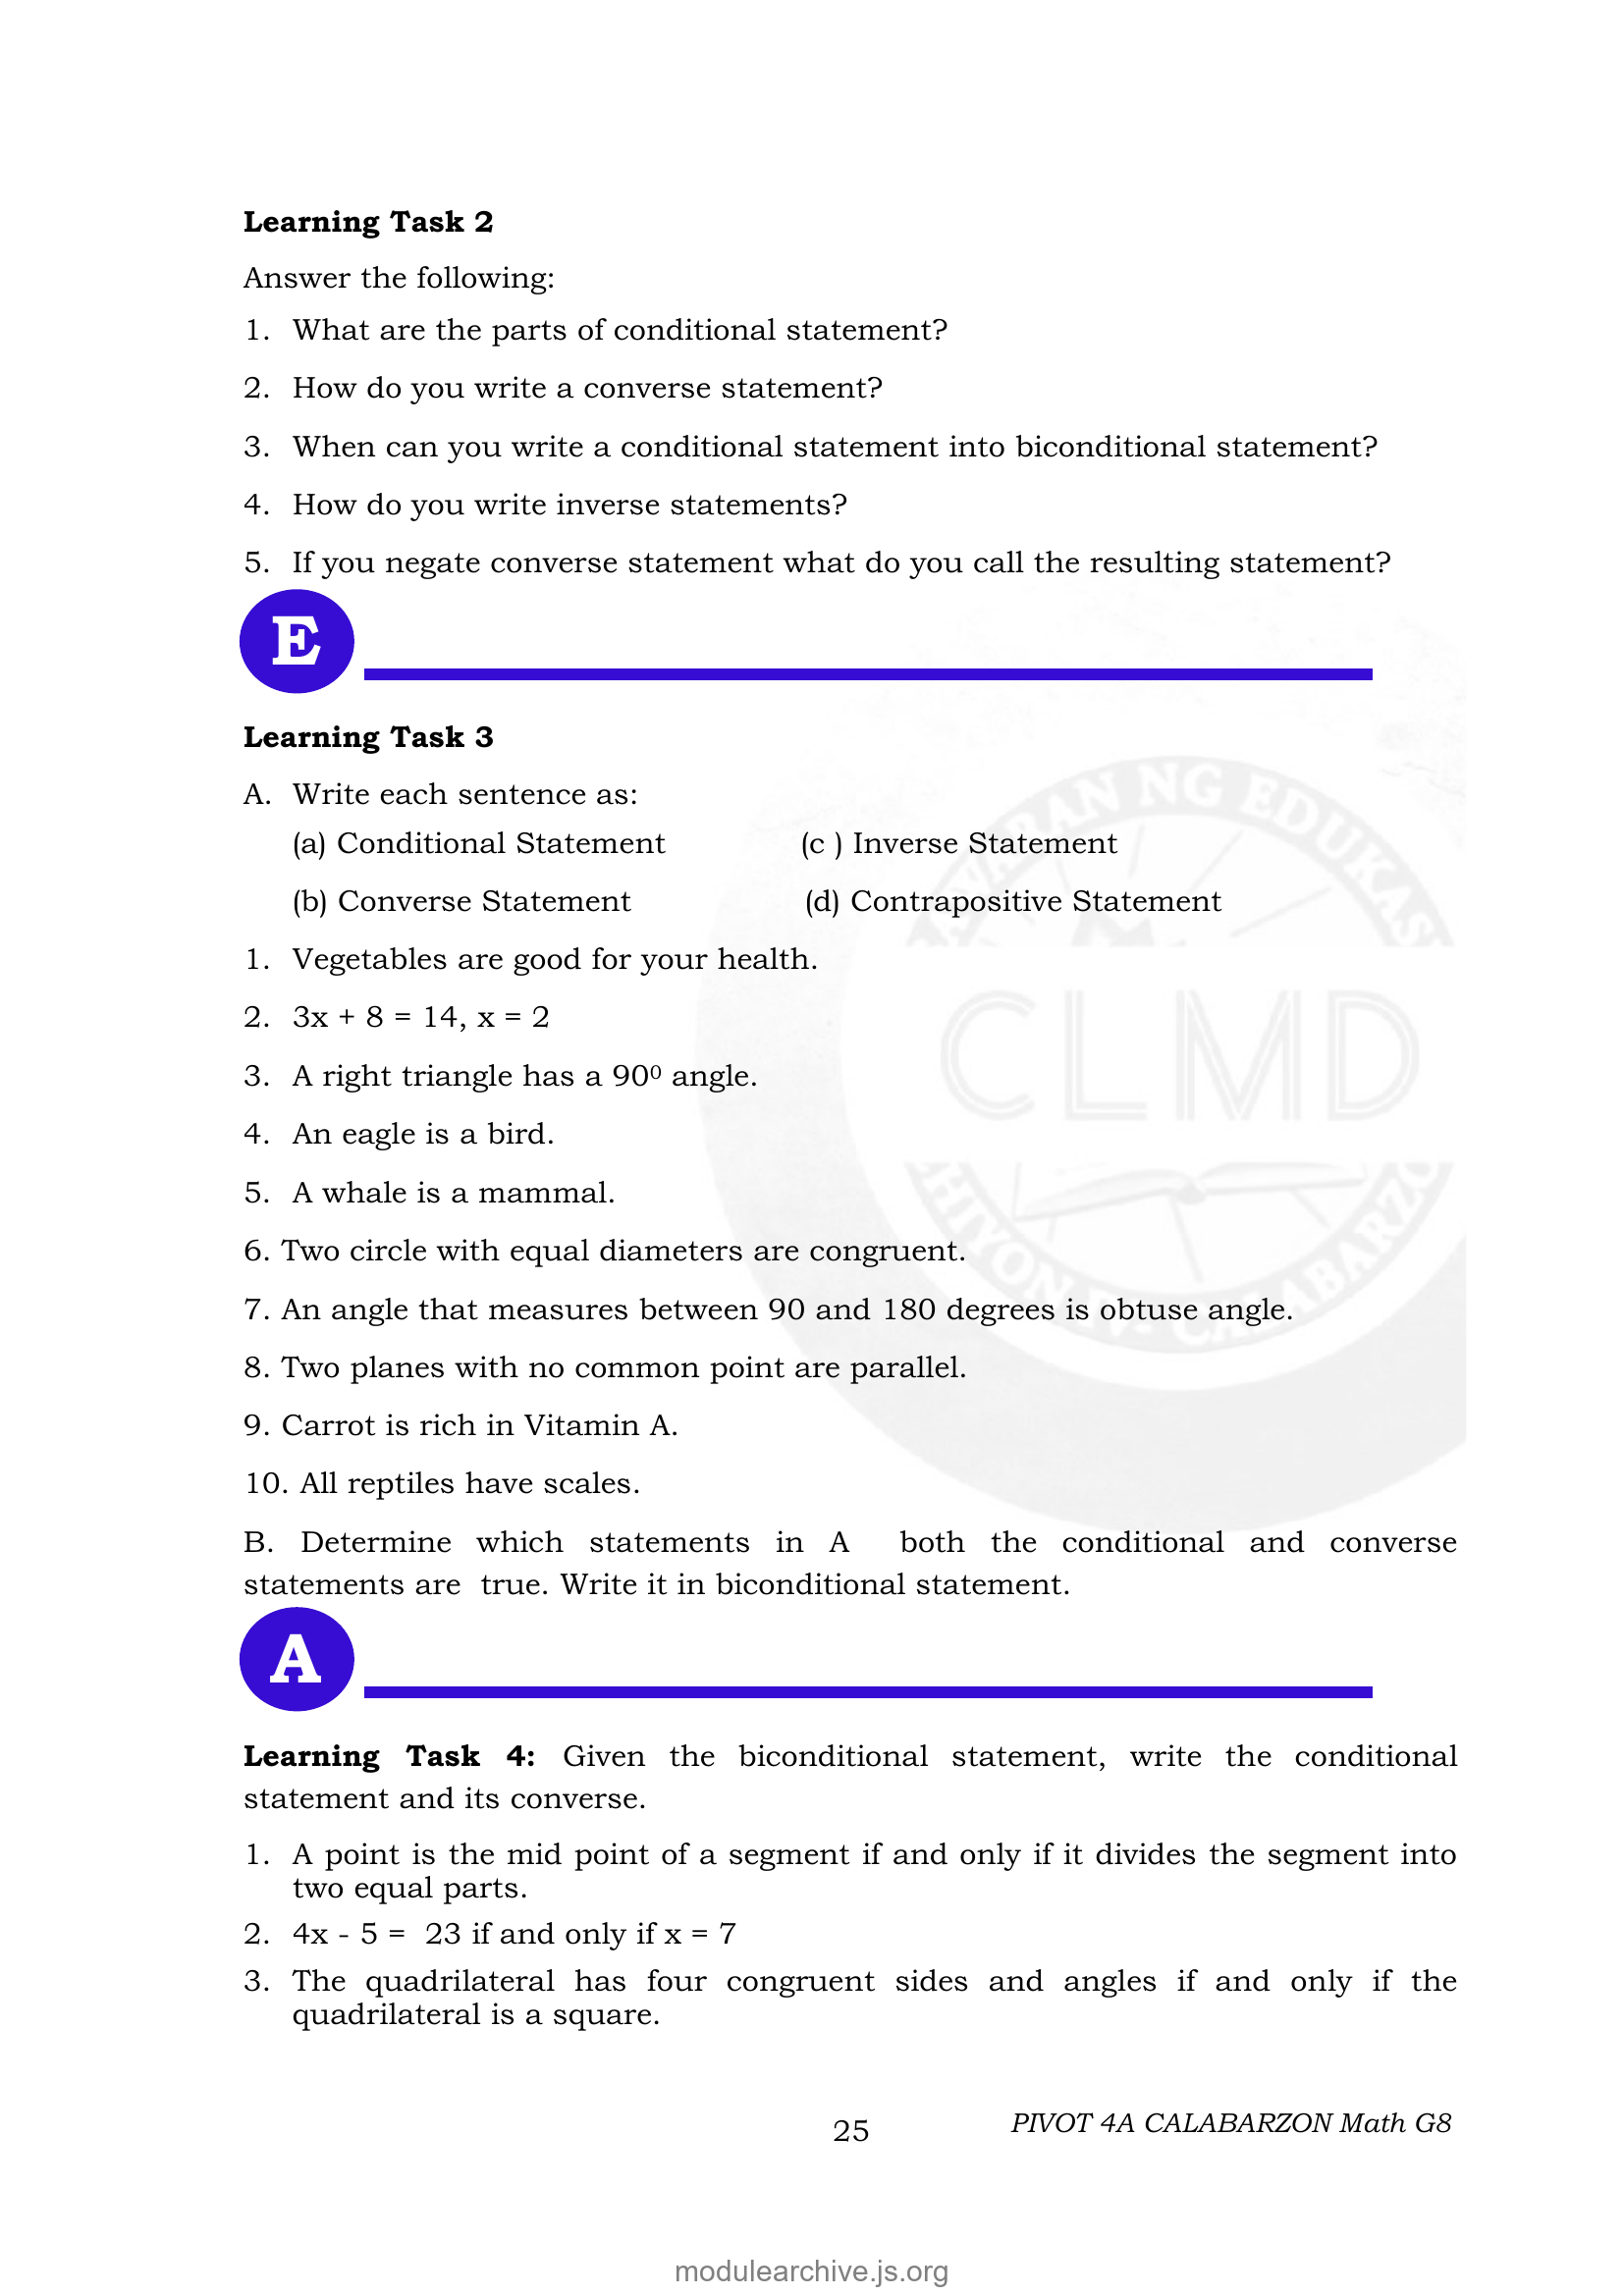 Learning Task 2
Answer the following:
1. What are the parts of conditional statement?
2. How do you write a converse statement?
3. When can you write a conditional statement into biconditional statement?
4. How do you write inverse statements?
5. If you negate converse statement what do you call the resulting statement?
E
Learning Task 3
A. Write each sentence as:
(a) Conditional Statement (c ) Inverse Statement
(b) Converse Statement (d) Contrapositive Statement
1. Vegetables are good for your health.
2. 3x + 8 = 14, x = 2
3. A right triangle has a 90⁰ angle.
4. An eagle is a bird.
5. A whale is a mammal.
6. Two circle with equal diameters are congruent.
7. An angle that measures between 90 and 180 degrees is obtuse angle.
8. Two planes with no common point are parallel.
9. Carrot is rich in Vitamin A.
10. All reptiles have scales.
B. Determine which statements in A both the conditional and converse
statements are true. Write it in biconditional statement.
A
Learning Task 4: Given the biconditional statement, write the conditional
statement and its converse.
1. A point is the mid point of a segment if and only if it divides the segment into
two equal parts.
2. 4x - 5 = 23 if and only if x = 7
3. The quadrilateral has four congruent sides and angles if and only if the
quadrilateral is a square.
25
PIVOT 4A CALABARZON Math G8
modulearchive.js.org
CLMD
NG EDUKAS
CALABARZO